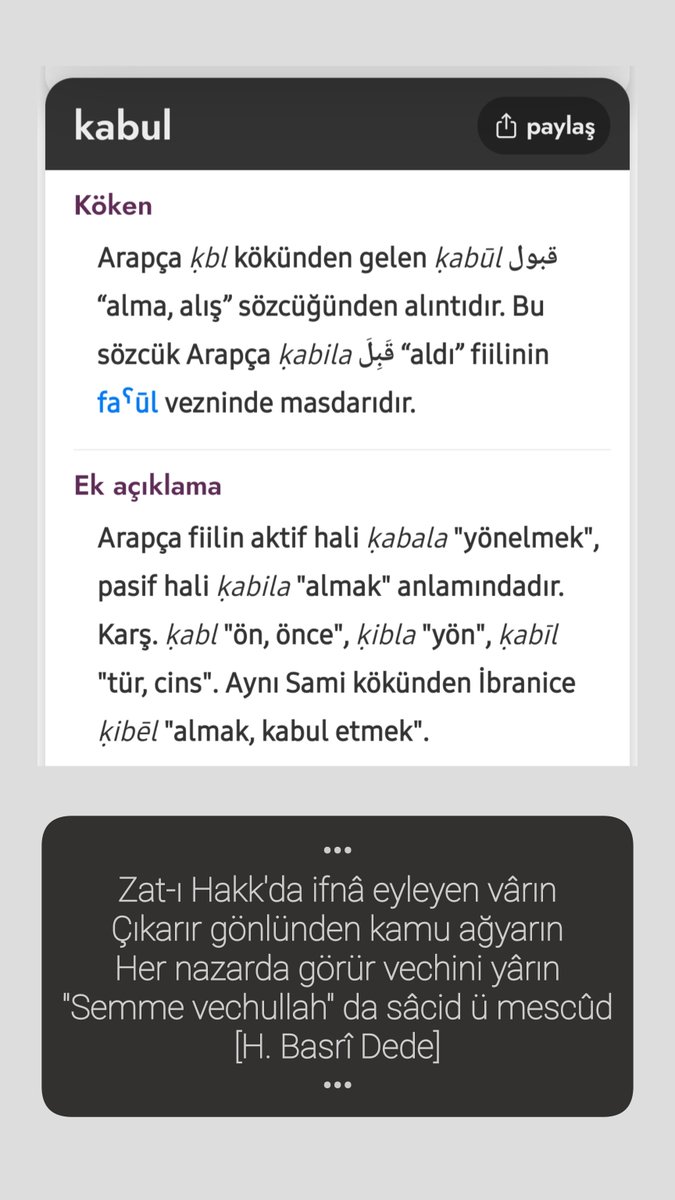 kabul
paylaş
Köken
Arapça ḳbl kökünden gelen ḳabūl قبول
“alma, alış” sözcüğünden alıntıdır. Bu
sözcük Arapça ḳabila قَبِلَ “aldı” fiilinin
faˁūl vezninde masdarıdır.
Ek açıklama
Arapça fiilin aktif hali ḳabala "yönelmek",
pasif hali ḳabila "almak" anlamındadır.
Karş. ḳabl "ön, önce", ḳibla "yön", ḳabīl
"tür, cins". Aynı Sami kökünden İbranice
ḳibēl "almak, kabul etmek".
•••
Zat-ı Hakk'da ifnâ eyleyen vârın
Çıkarır gönlünden kamu ağyarın
Her nazarda görür vechini yârın
"Semme vechullah" da sâcid ü mescûd
[H. Basrî Dede]
•••